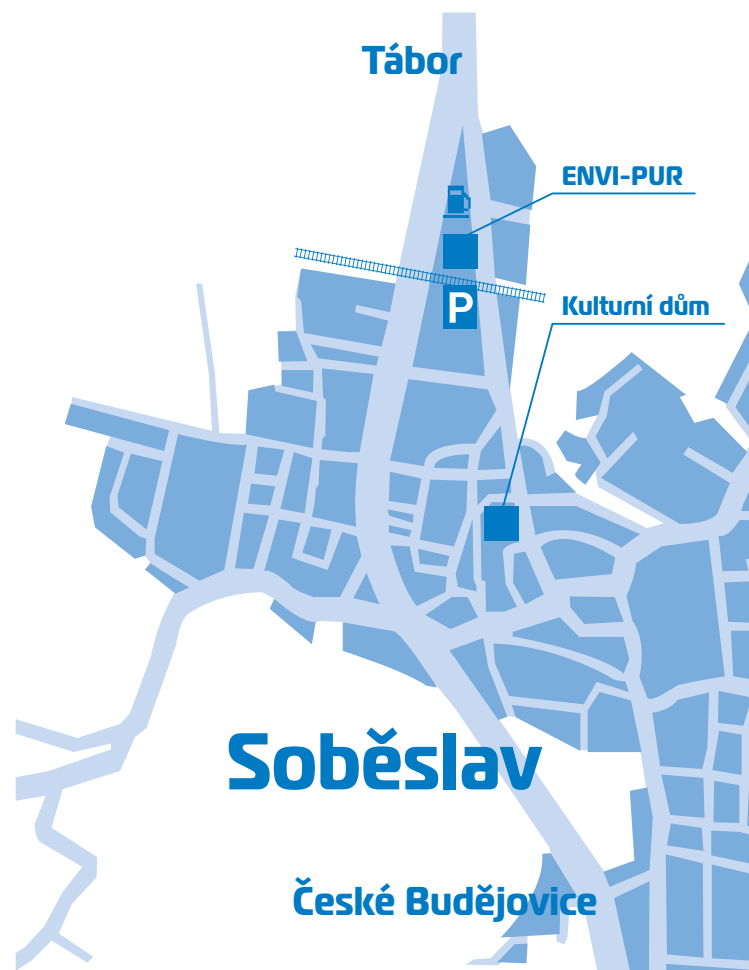 Tábor
ENVI-PUR
P
Kulturní dům
Soběslav
České Budějovice